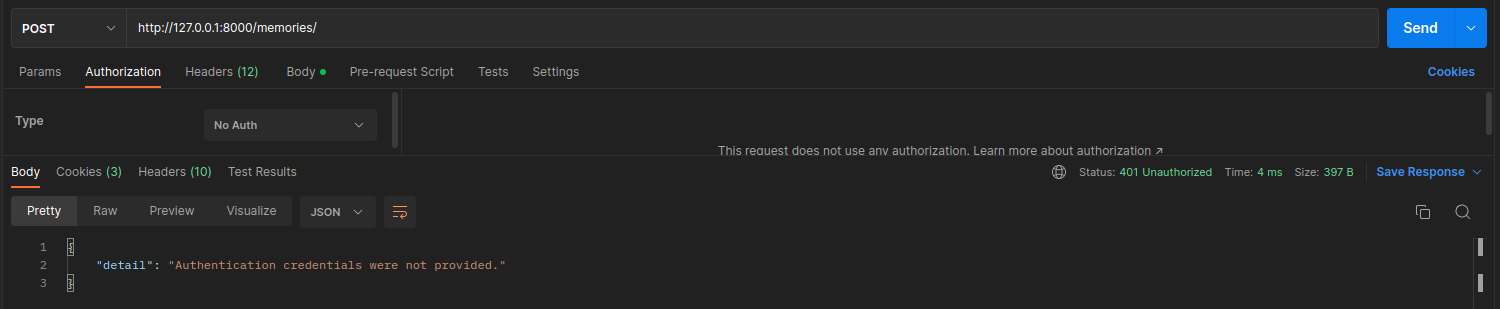 POST http://127.0.0.1:8000/memories/ Send
Params Authorization Headers (12) Body Pre-request Script Tests Settings Cookies
Type No Auth
This request does not use any authorization. Learn more about authorization ↗
Body Cookies (3) Headers (10) Test Results Status: 401 Unauthorized Time: 4 ms Size: 397 B Save Response
Pretty Raw Preview Visualize JSON
1 {
2 "detail": "Authentication credentials were not provided."
3 }